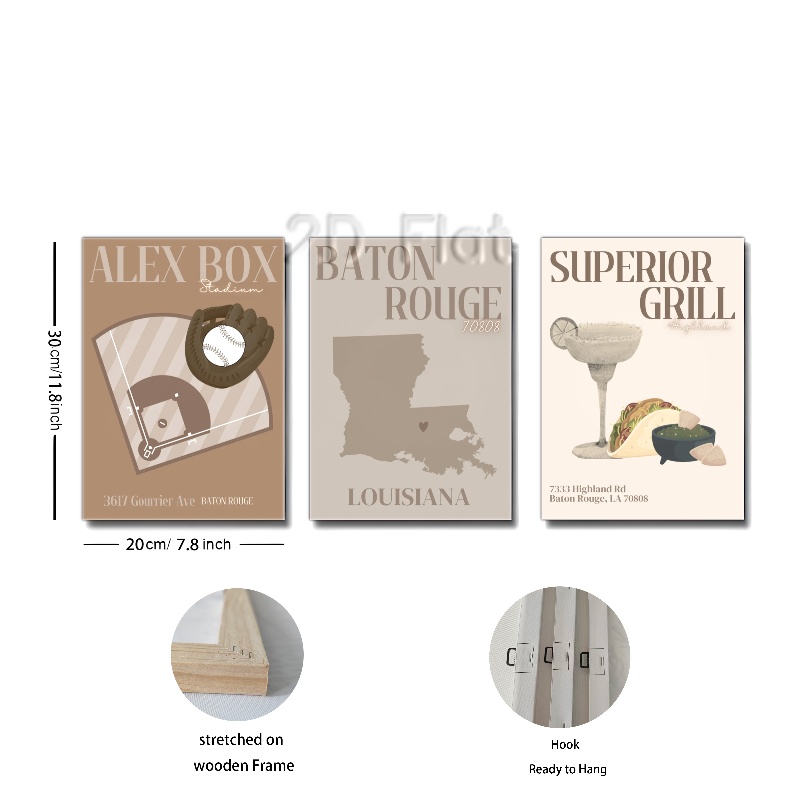 2D Flat
ALEX BOX
Stadium
3617 Gourrier Ave BATON ROUGE
BATON
ROUGE
70808
LOUISIANA
SUPERIOR
GRILL
Highlands
7333 Highland Rd
Baton Rouge, LA 70808
30cm/11.8inch
20cm/ 7.8 inch
stretched on
wooden Frame
Hook
Ready to Hang